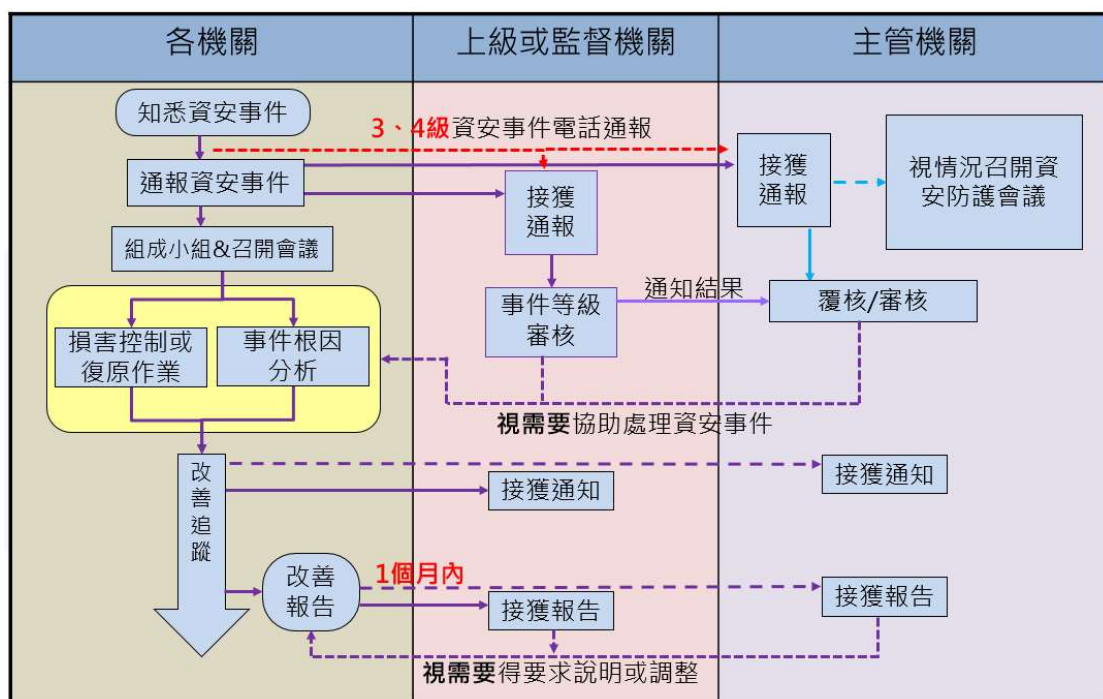 各機關
上級或監督機關
主管機關
知悉資安事件
3、4級資安事件電話通報
通報資安事件
接獲
通報
接獲
通報
視情況召開資
安防護會議
組成小組&召開會議
通知結果
事件等級
審核
覆核/審核
損害控制或
復原作業
事件根因
分析
視需要協助處理資安事件
改
善
追
蹤
接獲通知
接獲通知
改善
報告
1個月內
接獲報告
接獲報告
視需要得要求說明或調整